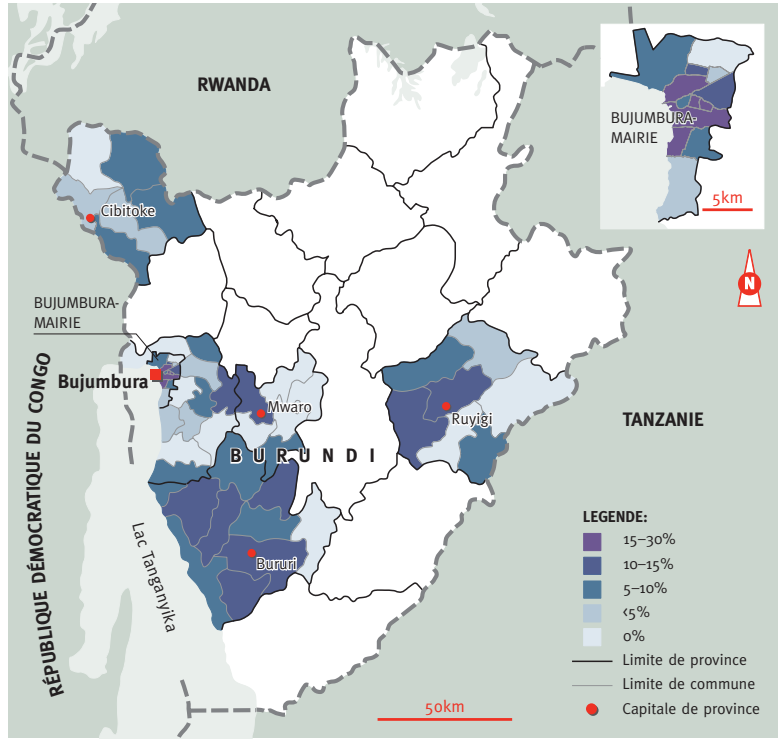 RWANDA
BUJUMBURA-
MAIRIE
5km
N
Cibitoke
BUJUMBURA-
MAIRIE
Bujumbura
Mwaro
Ruyigi
TANZANIE
BURUNDI
RÉPUBLIQUE DÉMOCRATIQUE DU CONGO
Lac Tanganyika
Bururi
LEGENDE:
15–30%
10–15%
5–10%
<5%
0%
Limite de province
Limite de commune
Capitale de province
50km